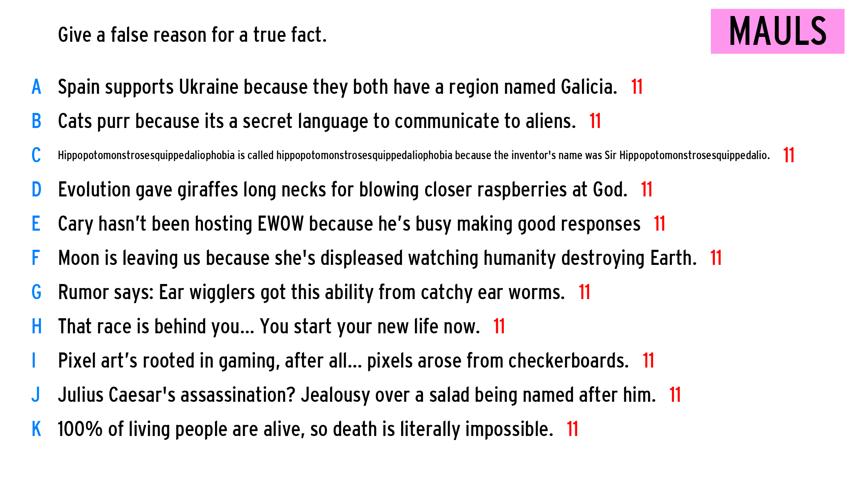 Give a false reason for a true fact.
MAULS
A Spain supports Ukraine because they both have a region named Galicia. 11
B Cats purr because its a secret language to communicate to aliens. 11
C Hippopotomonstrosesquippedaliophobia is called hippopotomonstrosesquippedaliophobia because the inventor's name was Sir Hippopotomonstrosesquippedalio. 11
D Evolution gave giraffes long necks for blowing closer raspberries at God. 11
E Cary hasn’t been hosting EWOW because he’s busy making good responses 11
F Moon is leaving us because she's displeased watching humanity destroying Earth. 11
G Rumor says: Ear wigglers got this ability from catchy ear worms. 11
H That race is behind you... You start your new life now. 11
I Pixel art’s rooted in gaming, after all... pixels arose from checkerboards. 11
J Julius Caesar's assassination? Jealousy over a salad being named after him. 11
K 100% of living people are alive, so death is literally impossible. 11